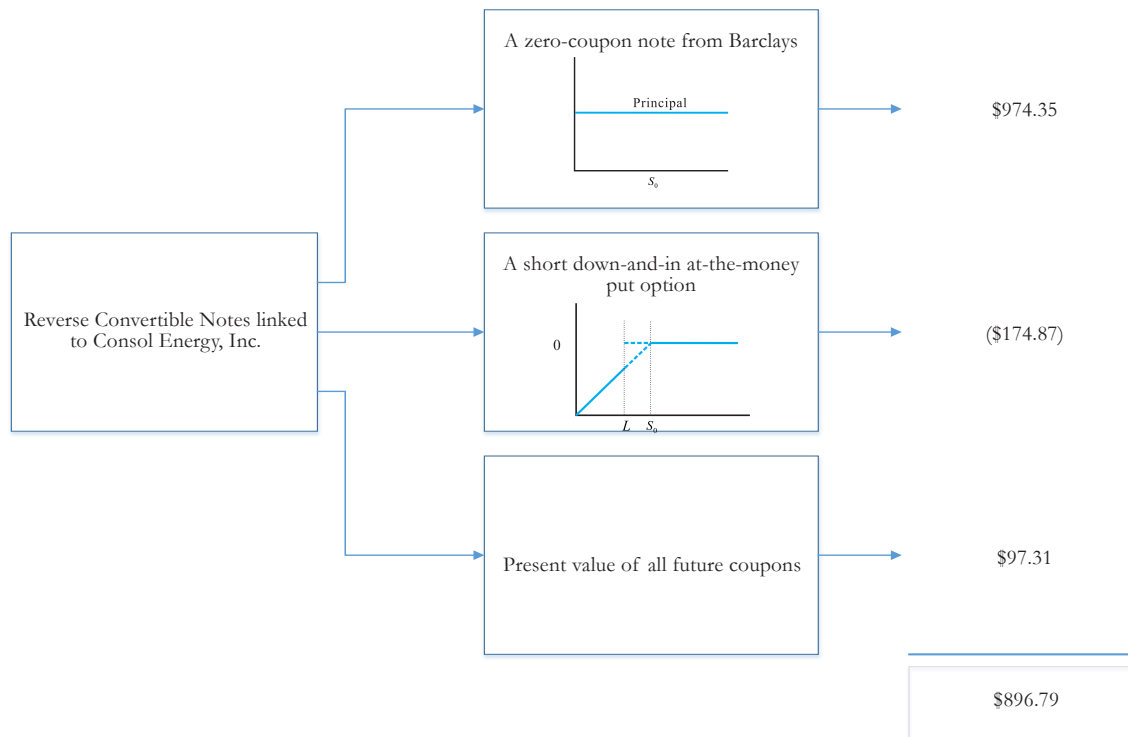 A zero-coupon note from Barclays
Principal
S₀
$974.35
Reverse Convertible Notes linked
to Consol Energy, Inc.
A short down-and-in at-the-money
put option
0
L S₀
($174.87)
Present value of all future coupons
$97.31
$896.79